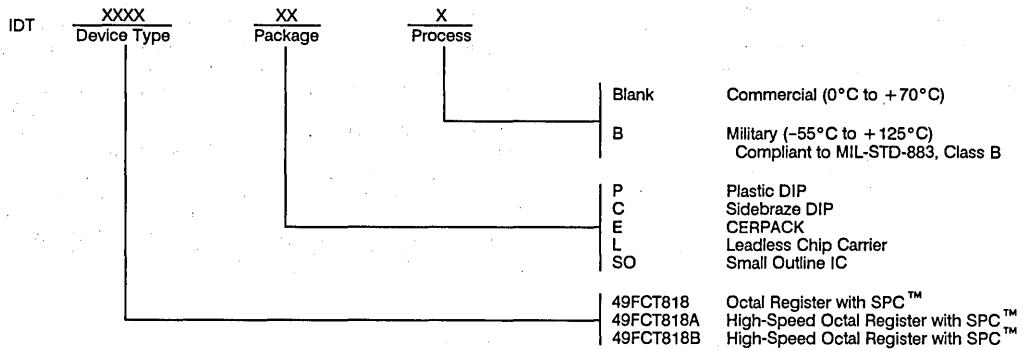 IDT XXXX XX X
Device Type Package Process
Blank Commercial (0°C to +70°C)
B Military (–55°C to +125°C)
Compliant to MIL-STD-883, Class B
P Plastic DIP
C Sidebraze DIP
E CERPACK
L Leadless Chip Carrier
SO Small Outline IC
49FCT818 Octal Register with SPC™
49FCT818A High-Speed Octal Register with SPC™
49FCT818B High-Speed Octal Register with SPC™